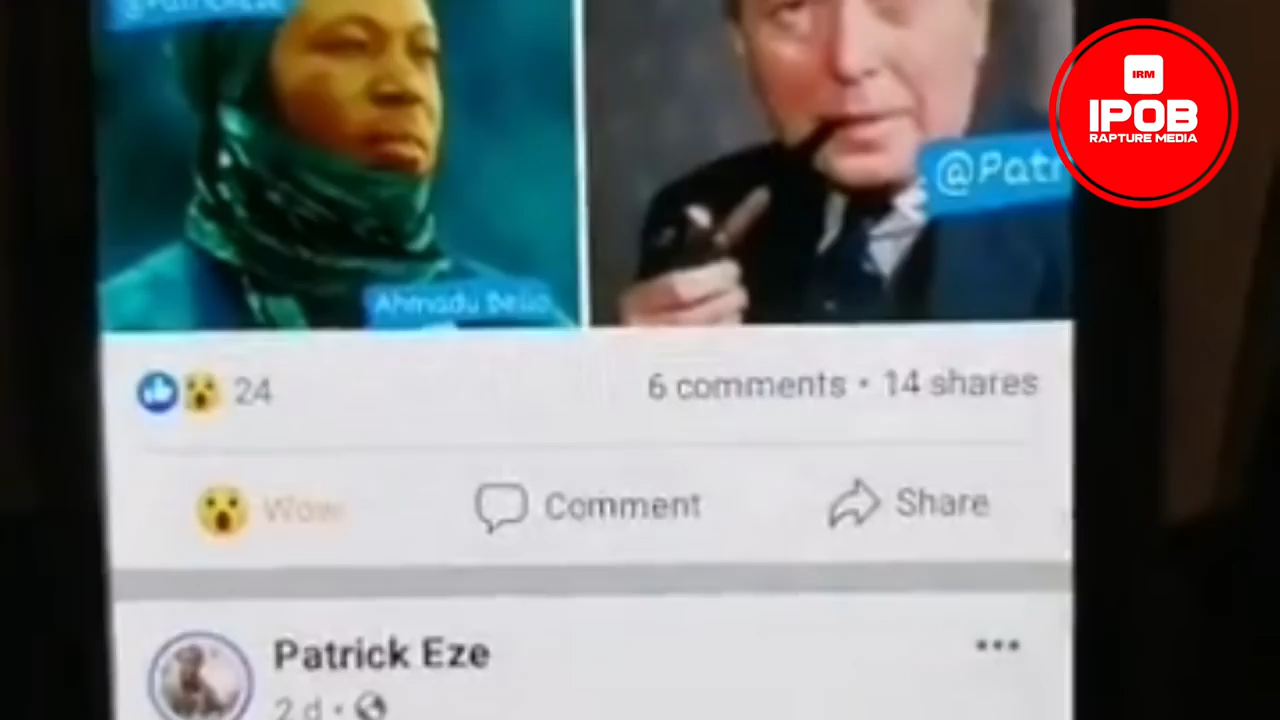 IRM
IPOB
RAPTURE MEDIA
@Patr
Ahmadu Bello
24
6 comments • 14 shares
Wow
Comment
Share
Patrick Eze
2 d